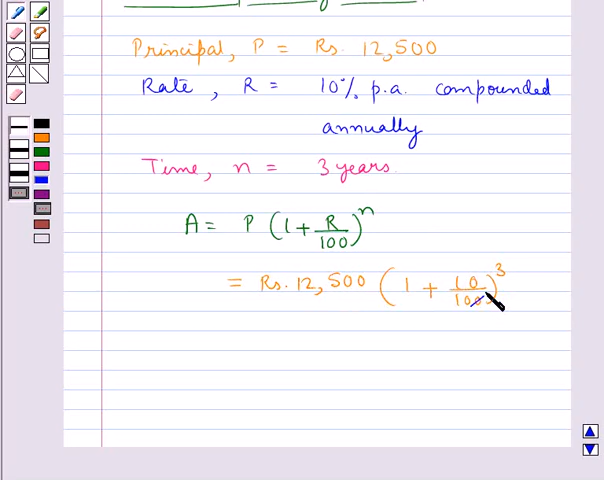 Principal, P = Rs. 12,500
Rate, R = 10% p.a. compounded
annually
Time, n = 3 years.
A = P (1 + R/100)^n
= Rs. 12,500 (1 + 10/100)^3